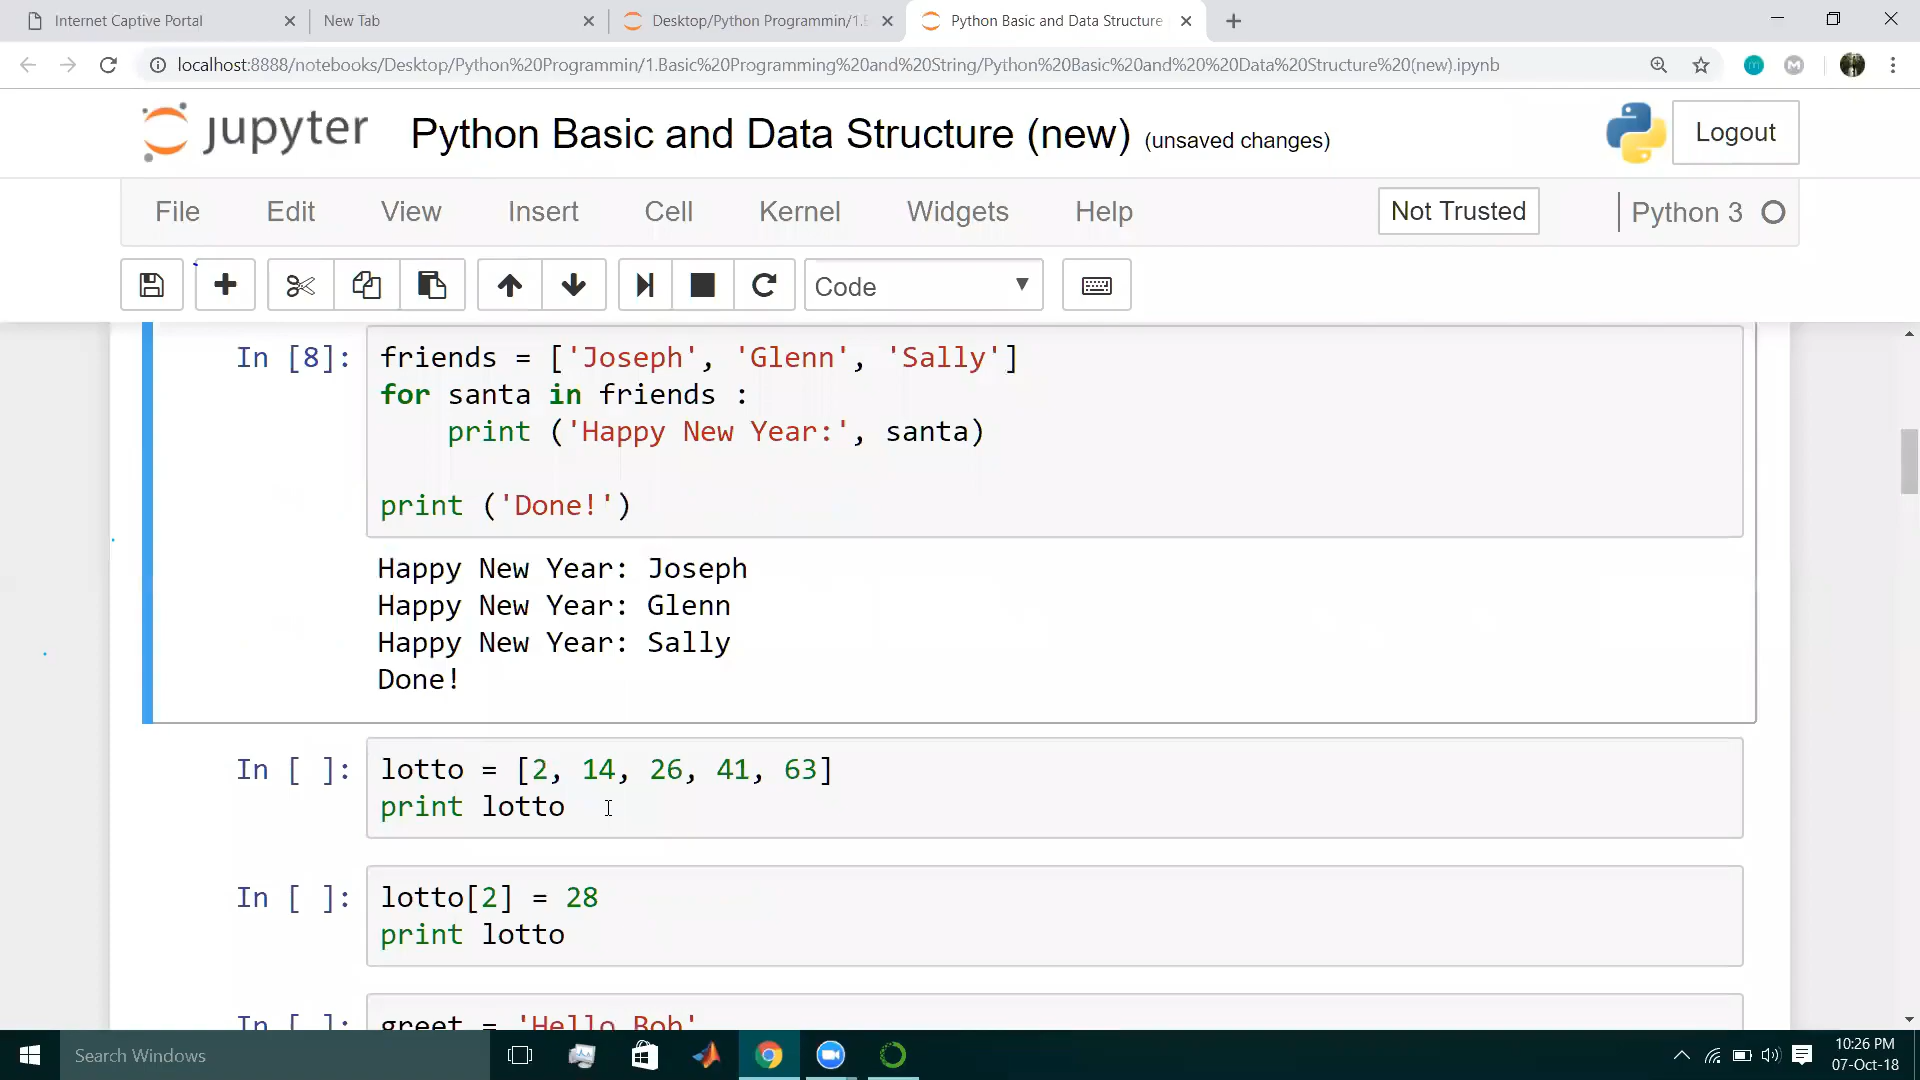 Internet Captive Portal
New Tab
Desktop/Python Programmin/1.
Python Basic and Data Structure
localhost:8888/notebooks/Desktop/Python%20Programmin/1.Basic%20Programming%20and%20String/Python%20Basic%20and%20%20Data%20Structure%20(new).ipynb
jupyter Python Basic and Data Structure (new) (unsaved changes) Logout
File Edit View Insert Cell Kernel Widgets Help Not Trusted Python 3
Code
In [8]: friends = ['Joseph', 'Glenn', 'Sally']
for santa in friends :
print ('Happy New Year:', santa)
print ('Done!')
Happy New Year: Joseph
Happy New Year: Glenn
Happy New Year: Sally
Done!
In [ ]: lotto = [2, 14, 26, 41, 63]
print lotto
In [ ]: lotto[2] = 28
print lotto
In [ ]: greet = 'Hello Bob'
Search Windows
10:26 PM
07-Oct-18